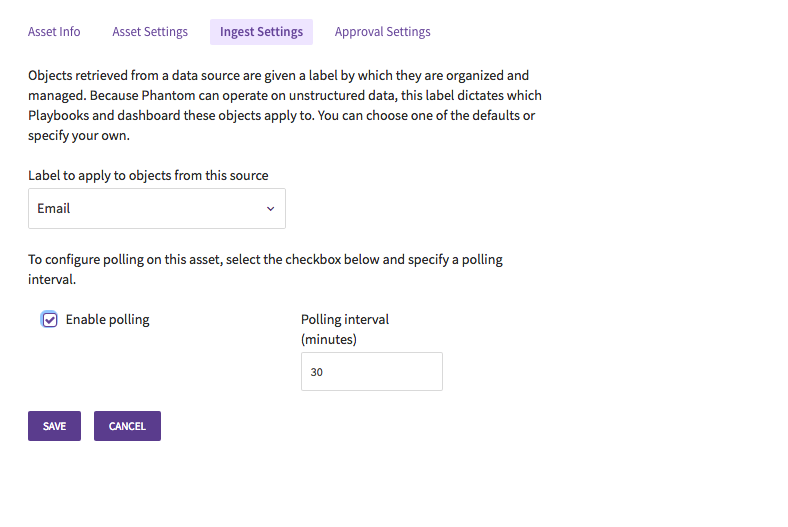 Asset Info Asset Settings Ingest Settings Approval Settings
Objects retrieved from a data source are given a label by which they are organized and
managed. Because Phantom can operate on unstructured data, this label dictates which
Playbooks and dashboard these objects apply to. You can choose one of the defaults or
specify your own.
Label to apply to objects from this source
Email
To configure polling on this asset, select the checkbox below and specify a polling
interval.
Enable polling
Polling interval
(minutes)
30
SAVE CANCEL